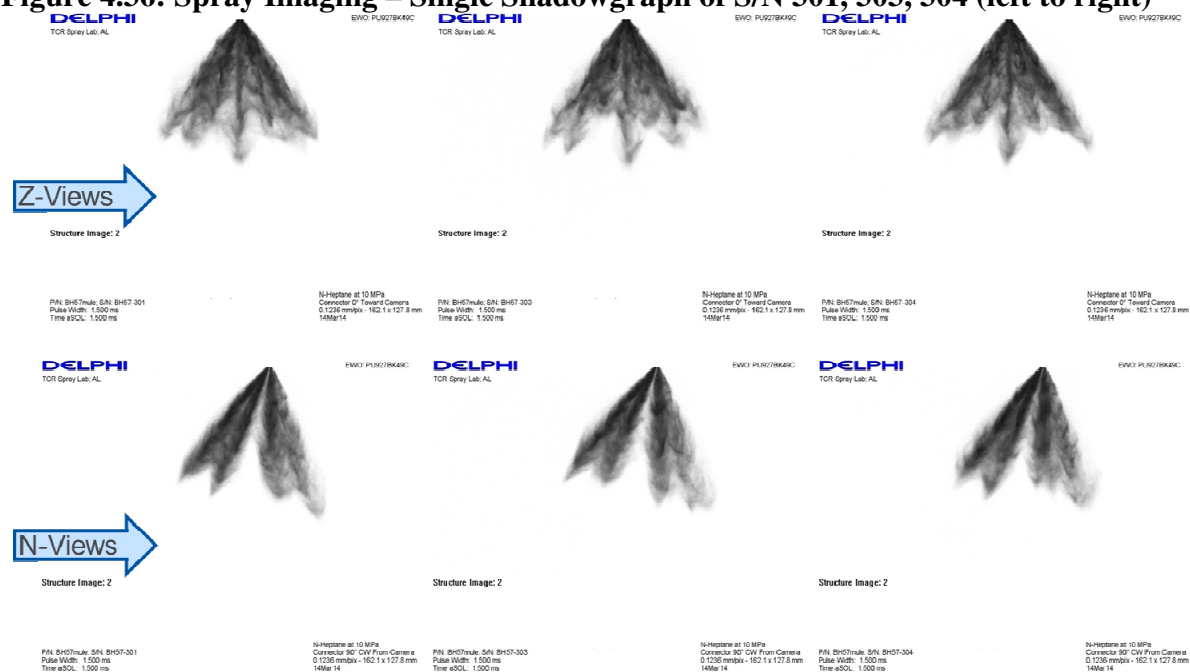 Figure 4.30: Spray Imaging – Single Shadowgraph of S/N 301, 303, 304 (left to right)
DELPHI
TCR Spray Lab; AL
EWO: PU927BK49C
DELPHI
TCR Spray Lab; AL
EWO: PU927BK49C
DELPHI
TCR Spray Lab; AL
Z-Views
Structure Image: 2
Structure Image: 2
Structure Image: 2
P/N: BH57mule; S/N: BH57-301
Pulse Width: 1.500 ms
Time aSOL: 1.500 ms
N-Heptane at 10 MPa
Connector 0° Toward Camera
0.1236 mm/pix - 162.1 x 127.8 mm
14Mar14
P/N: BH57mule; S/N: BH57-303
Pulse Width: 1.500 ms
Time aSOL: 1.500 ms
N-Heptane at 10 MPa
Connector 0° Toward Camera
0.1236 mm/pix - 162.1 x 127.8 mm
14Mar14
P/N: BH57mule; S/N: BH57-304
Pulse Width: 1.500 ms
Time aSOL: 1.500 ms
N-Heptane at 10 MPa
Connector 0° Toward Camera
0.1236 mm/pix - 162.1 x 127.8 mm
14Mar14
EWO: PU927BK49C
DELPHI
TCR Spray Lab; AL
EWO: PU927BK49C
DELPHI
TCR Spray Lab; AL
EWO: PU927BK49C
DELPHI
TCR Spray Lab; AL
EWO: PU927BK49C
N-Views
Structure Image: 2
Structure Image: 2
Structure Image: 2
P/N: BH57mule; S/N: BH57-301
Pulse Width: 1.500 ms
Time aSOL: 1.500 ms
N-Heptane at 10 MPa
Connector 90° CW From Camera
0.1236 mm/pix - 162.1 x 127.8 mm
14Mar14
P/N: BH57mule; S/N: BH57-303
Pulse Width: 1.500 ms
Time aSOL: 1.500 ms
N-Heptane at 10 MPa
Connector 90° CW From Camera
0.1236 mm/pix - 162.1 x 127.8 mm
14Mar14
P/N: BH57mule; S/N: BH57-304
Pulse Width: 1.500 ms
Time aSOL: 1.500 ms
N-Heptane at 10 MPa
Connector 90° CW From Camera
0.1236 mm/pix - 162.1 x 127.8 mm
14Mar14